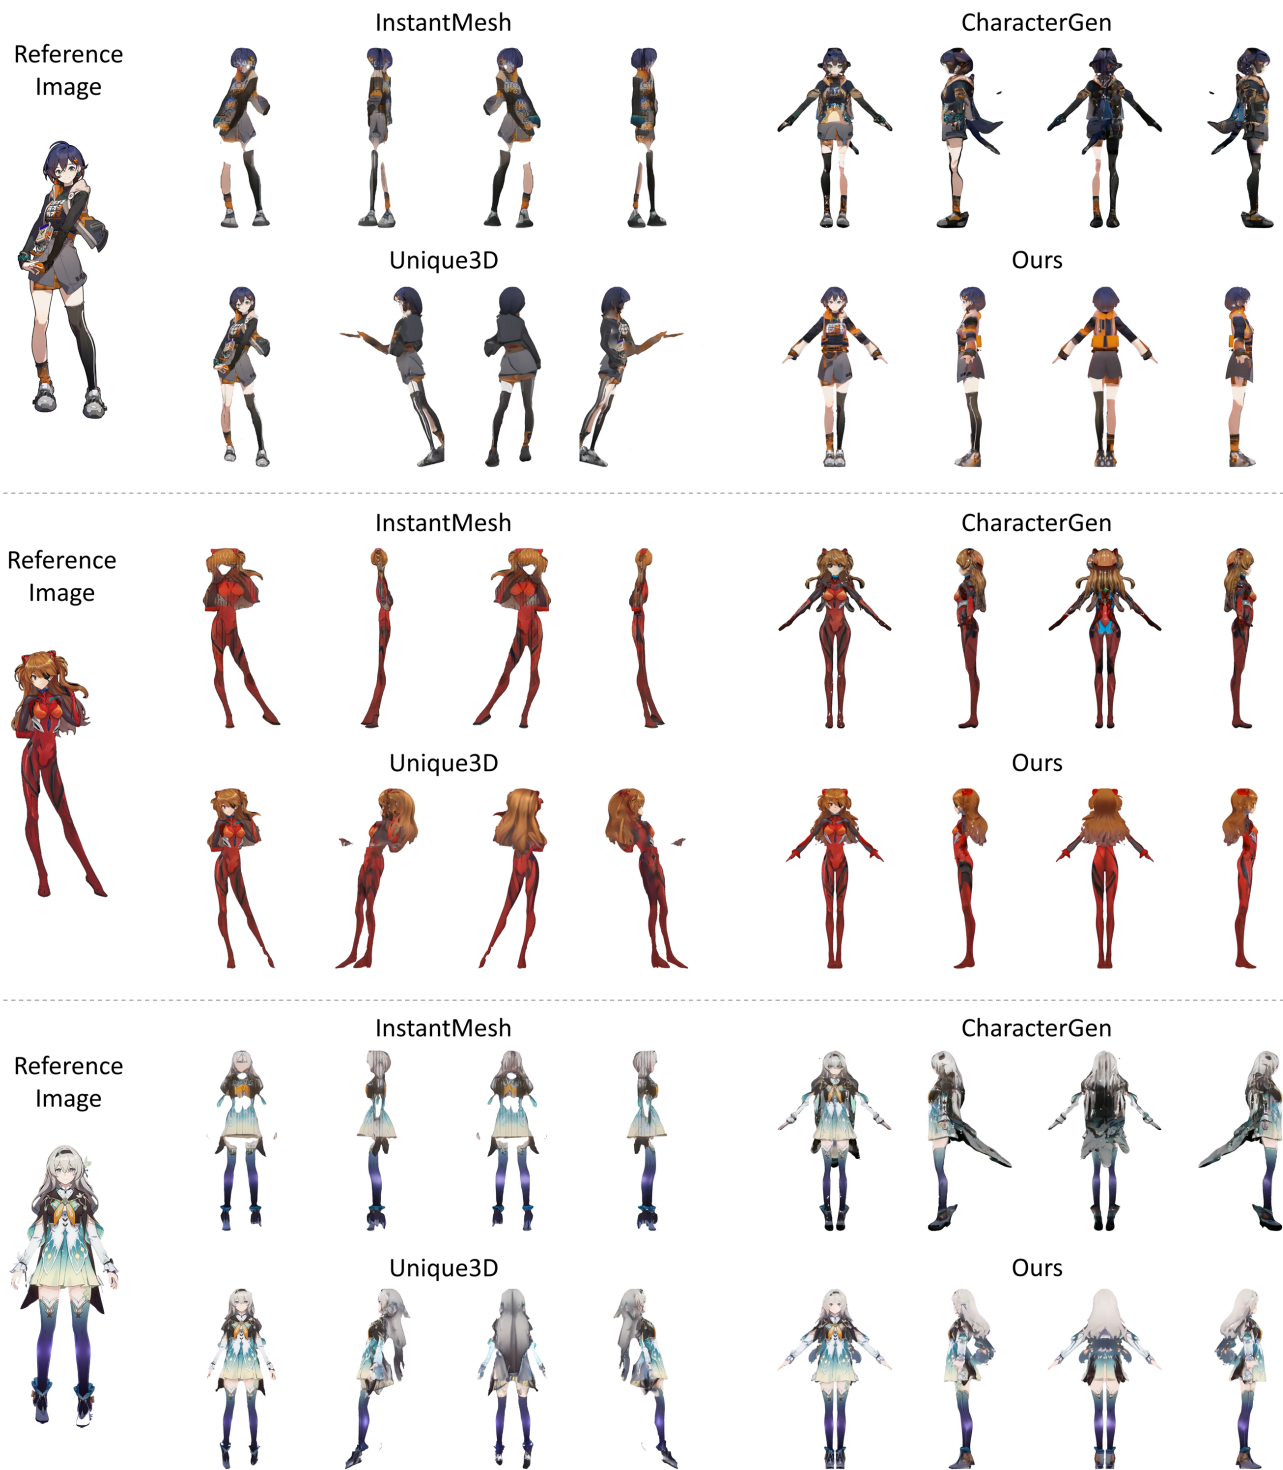 InstantMesh
CharacterGen
Reference
Image
Unique3D
Ours
InstantMesh
CharacterGen
Reference
Image
Unique3D
Ours
InstantMesh
CharacterGen
Reference
Image
Unique3D
Ours